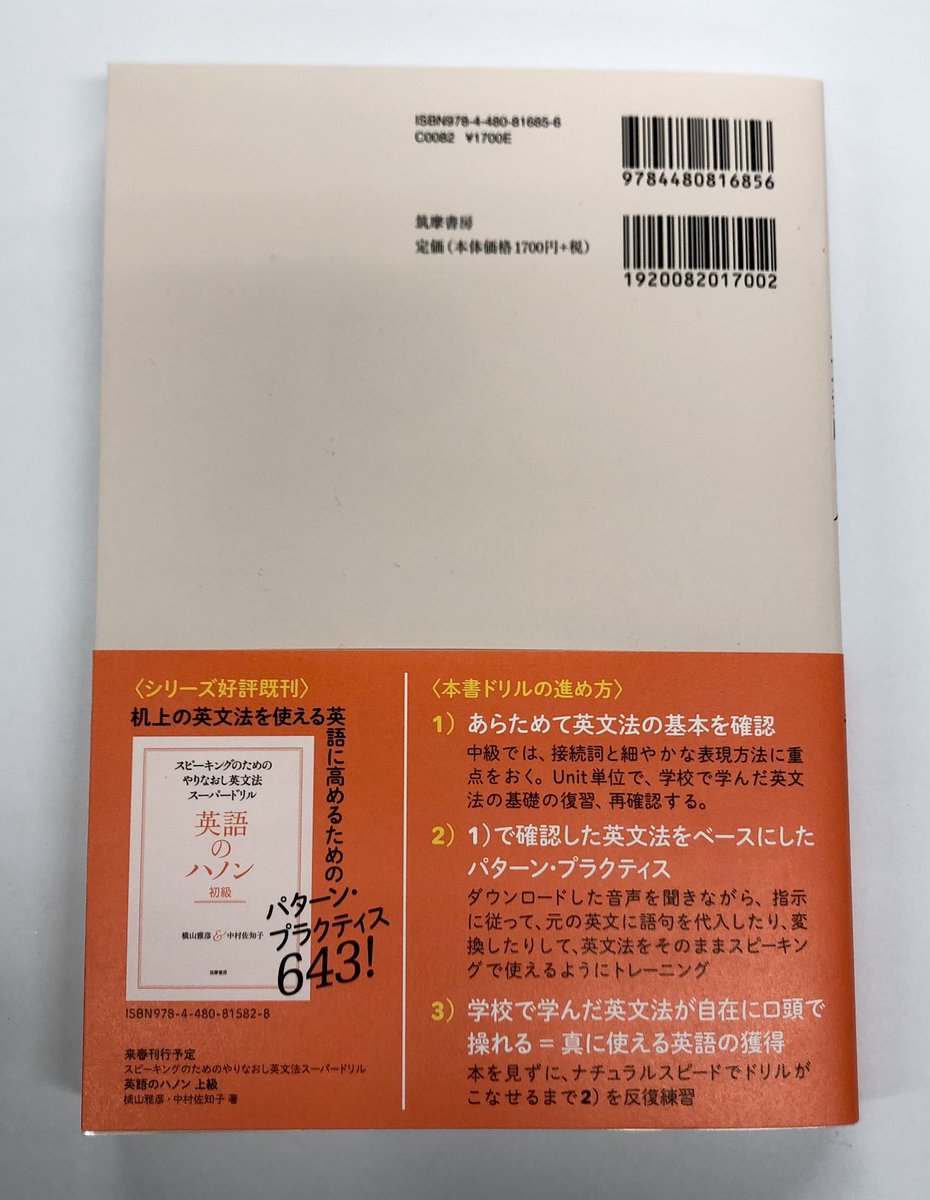 ISBN978-4-480-81685-6
C0082 ¥1700E
9784480816856
筑摩書房
定価（本体価格1700円+税）
1920082017002
〈シリーズ好評既刊〉
机上の英文法を使える英語に高めるための
パターン・
プラクティス
643!
スピーキングのための
やりなおし英文法
スーパードリル
英語
の
ハノン
初級
横山雅彦&中村佐知子
筑摩書房
ISBN978-4-480-81582-8
来春刊行予定
スピーキングのためのやりなおし英文法スーパードリル
英語のハノン 上級
横山雅彦・中村佐知子 著
〈本書ドリルの進め方〉
1）あらためて英文法の基本を確認
中級では、接続詞と細やかな表現方法に重
点をおく。Unit単位で、学校で学んだ英文
法の基礎の復習、再確認する。
2）1）で確認した英文法をベースにした
パターン・プラクティス
ダウンロードした音声を聞きながら、指示
に従って、元の英文に語句を代入したり、変
換したりして、英文法をそのままスピーキン
グで使えるようにトレーニング
3）学校で学んだ英文法が自在に口頭で
操れる＝真に使える英語の獲得
本を見ずに、ナチュラルスピードでドリルが
こなせるまで2）を反復練習